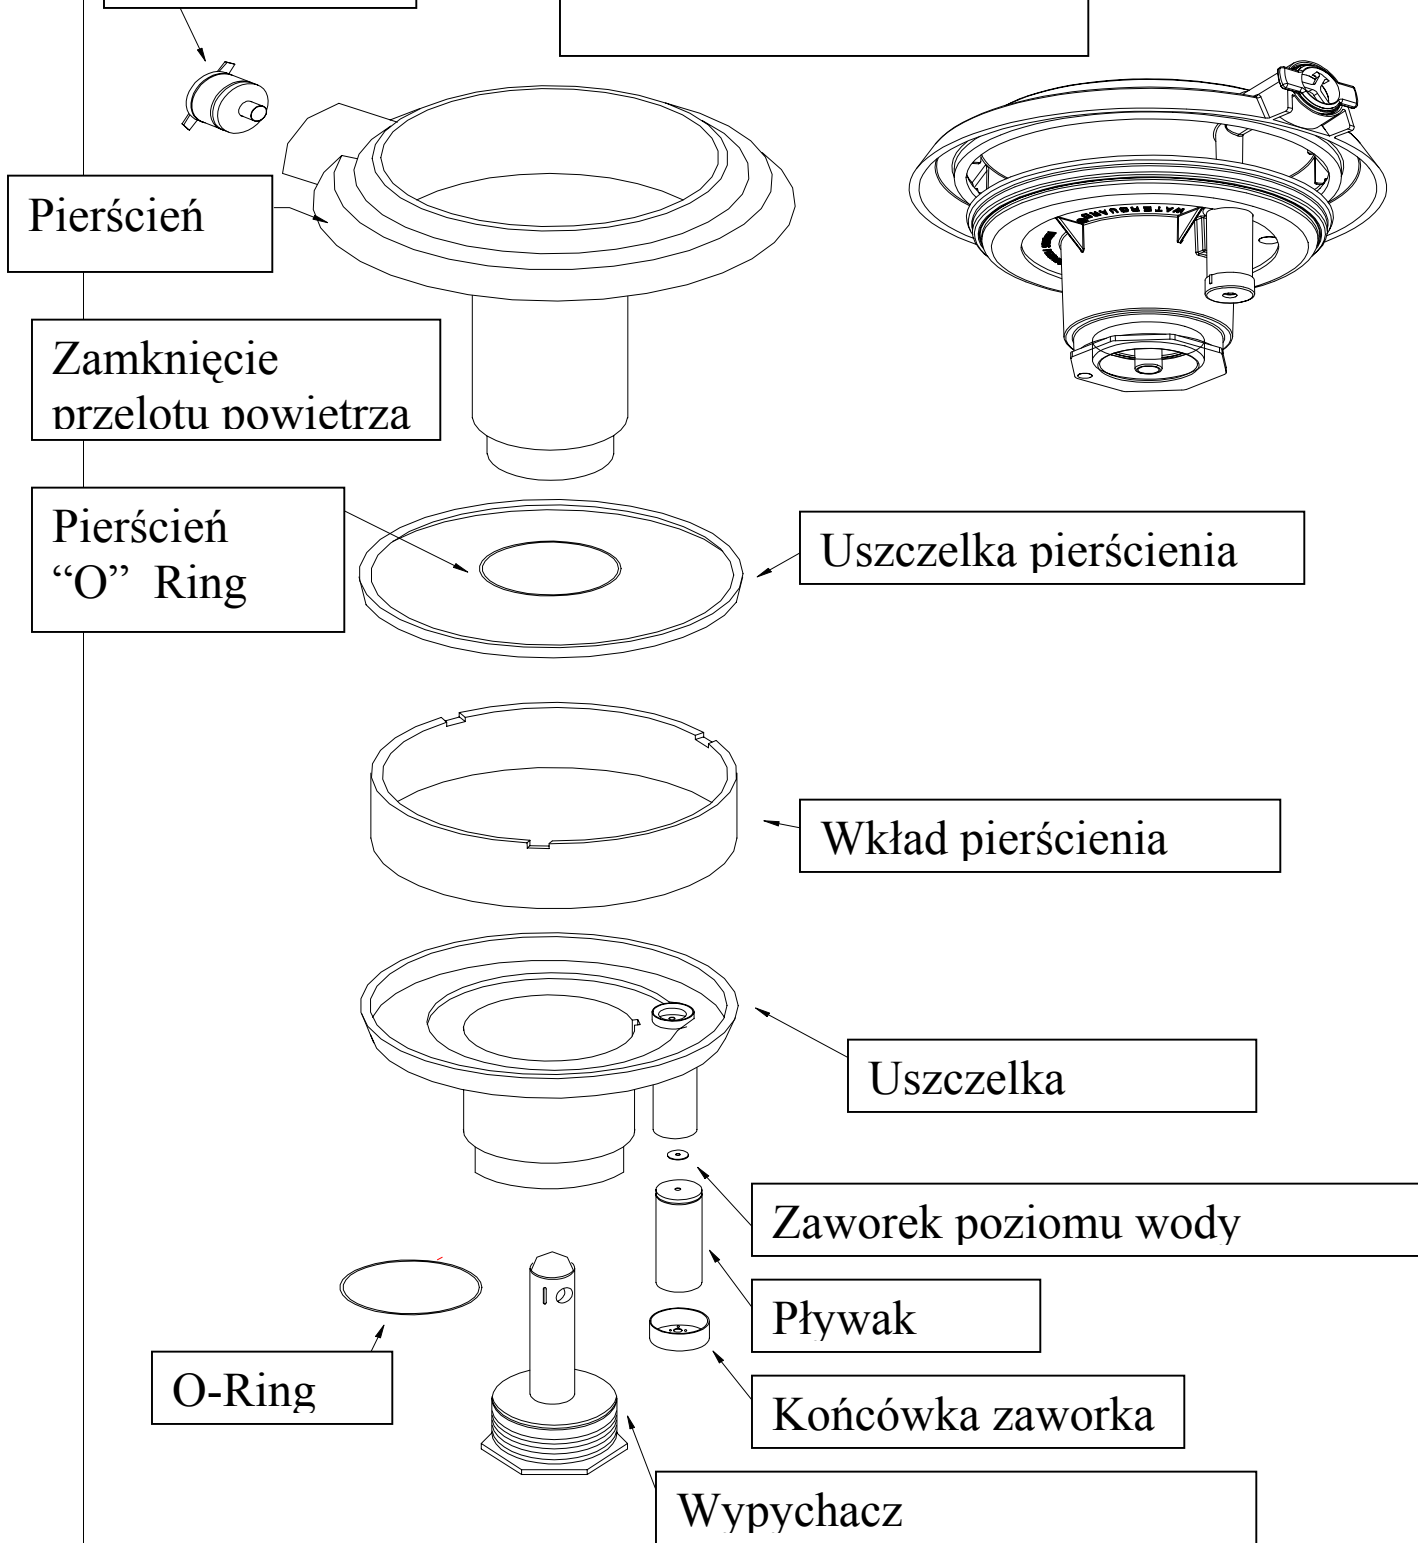 Pierścień
Zamknięcie
przelotu powietrza
Pierścień
“O” Ring
Uszczelka pierścienia
Wkład pierścienia
Uszczelka
Zaworek poziomu wody
Pływak
O-Ring
Końcówka zaworka
Wypychacz
WATERGUARD